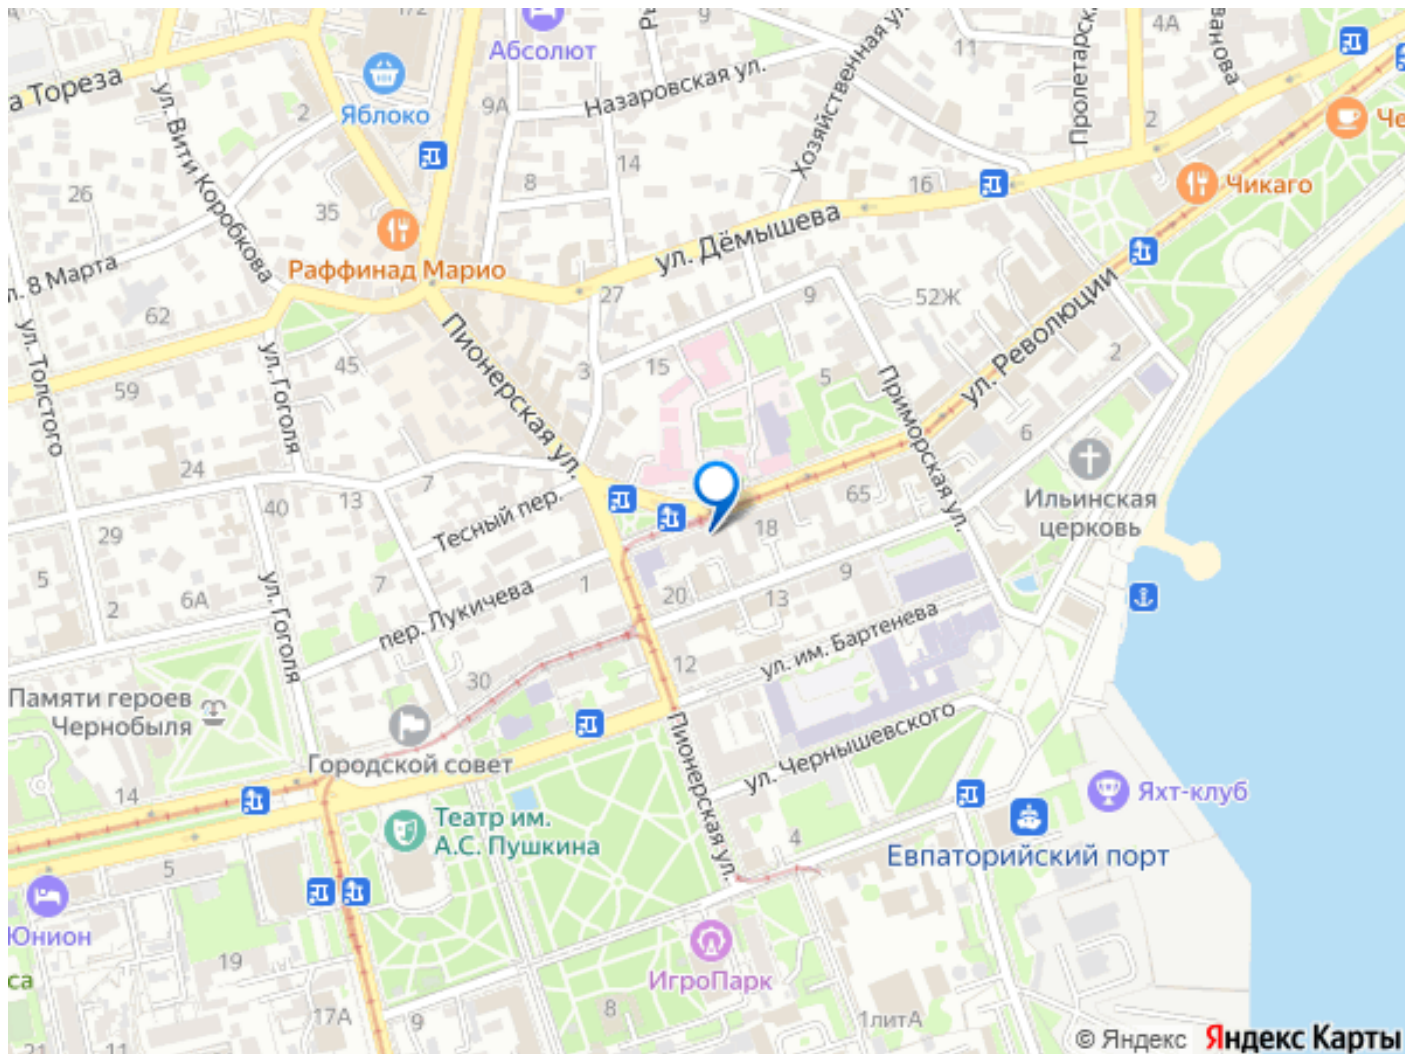 1/2
9
Абсолют
11
4А
Хозяйственная ул.
Назаровская ул.
а Тореза
Яблоко
2
9А
2
Че
ул. Вити Коробкова
14
8
16
Чикаго
26
35
ул. Дёмышева
Раффинад Марио
л. 8 Марта
27
9
52Ж
62
ул. Революции
Пионерская ул.
ул. Толстого
ул. Гоголя
45
3
15
5
2
59
Приморская ул.
6
24
7
Ильинская
церковь
40
13
65
Тесный пер.
18
29
5
7
1
20
9
13
6А
2
ул. Гоголя
пер. Лукичева
ул. им. Бартенева
12
30
Памяти героев
Чернобыля
Городской совет
Пионерская ул.
ул. Чернышевского
14
Яхт-клуб
Театр им.
А.С. Пушкина
4
Евпаторийский порт
5
Юнион
19
ИгроПарк
са
8
17А
9
1литА
21
11
© Яндекс Яндекс Карты